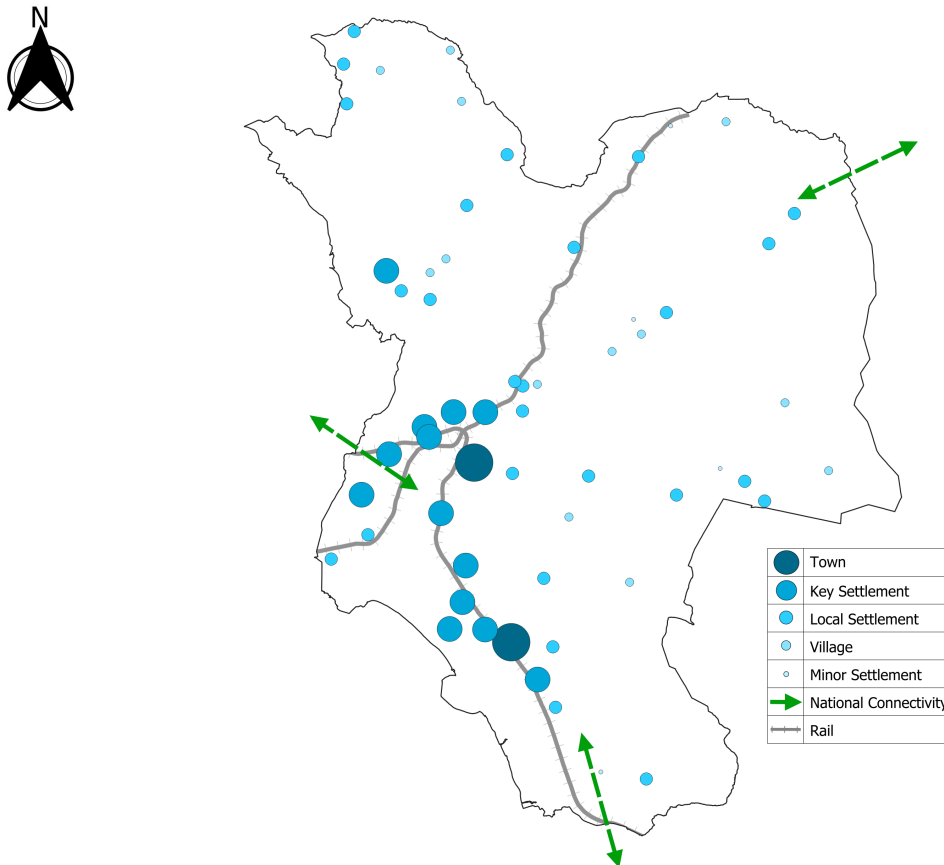 N
Town
Key Settlement
Local Settlement
Village
Minor Settlement
National Connectivity
Rail